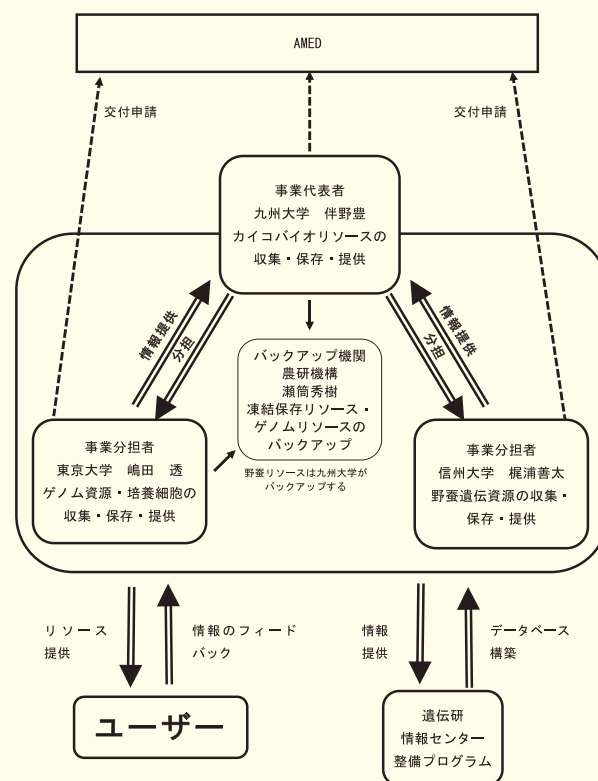 AMED
交付申請
交付申請
事業代表者
九州大学　伴野豊
カイコバイオリソースの
収集・保存・提供
情報提供
分担
分担
情報提供
バックアップ機関
農研機構
瀬筒秀樹
凍結保存リソース・
ゲノムリソースの
バックアップ
野蚕リソースは九州大学が
バックアップする
事業分担者
東京大学　嶋田　透
ゲノム資源・培養細胞の
収集・保存・提供
事業分担者
信州大学　梶浦善太
野蚕遺伝資源の収集・
保存・提供
リソース
提供
情報のフィード
バック
情報
提供
データベース
構築
ユーザー
遺伝研
情報センター
整備プログラム